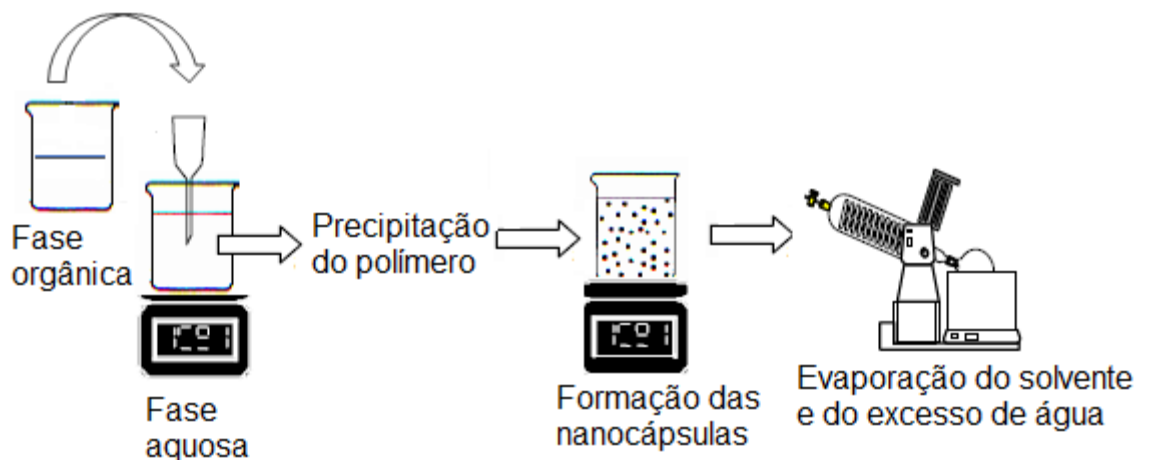 Fase
orgânica
Fase
aquosa
Precipitação
do polímero
Formação das
nanocápsulas
Evaporação do solvente
e do excesso de água